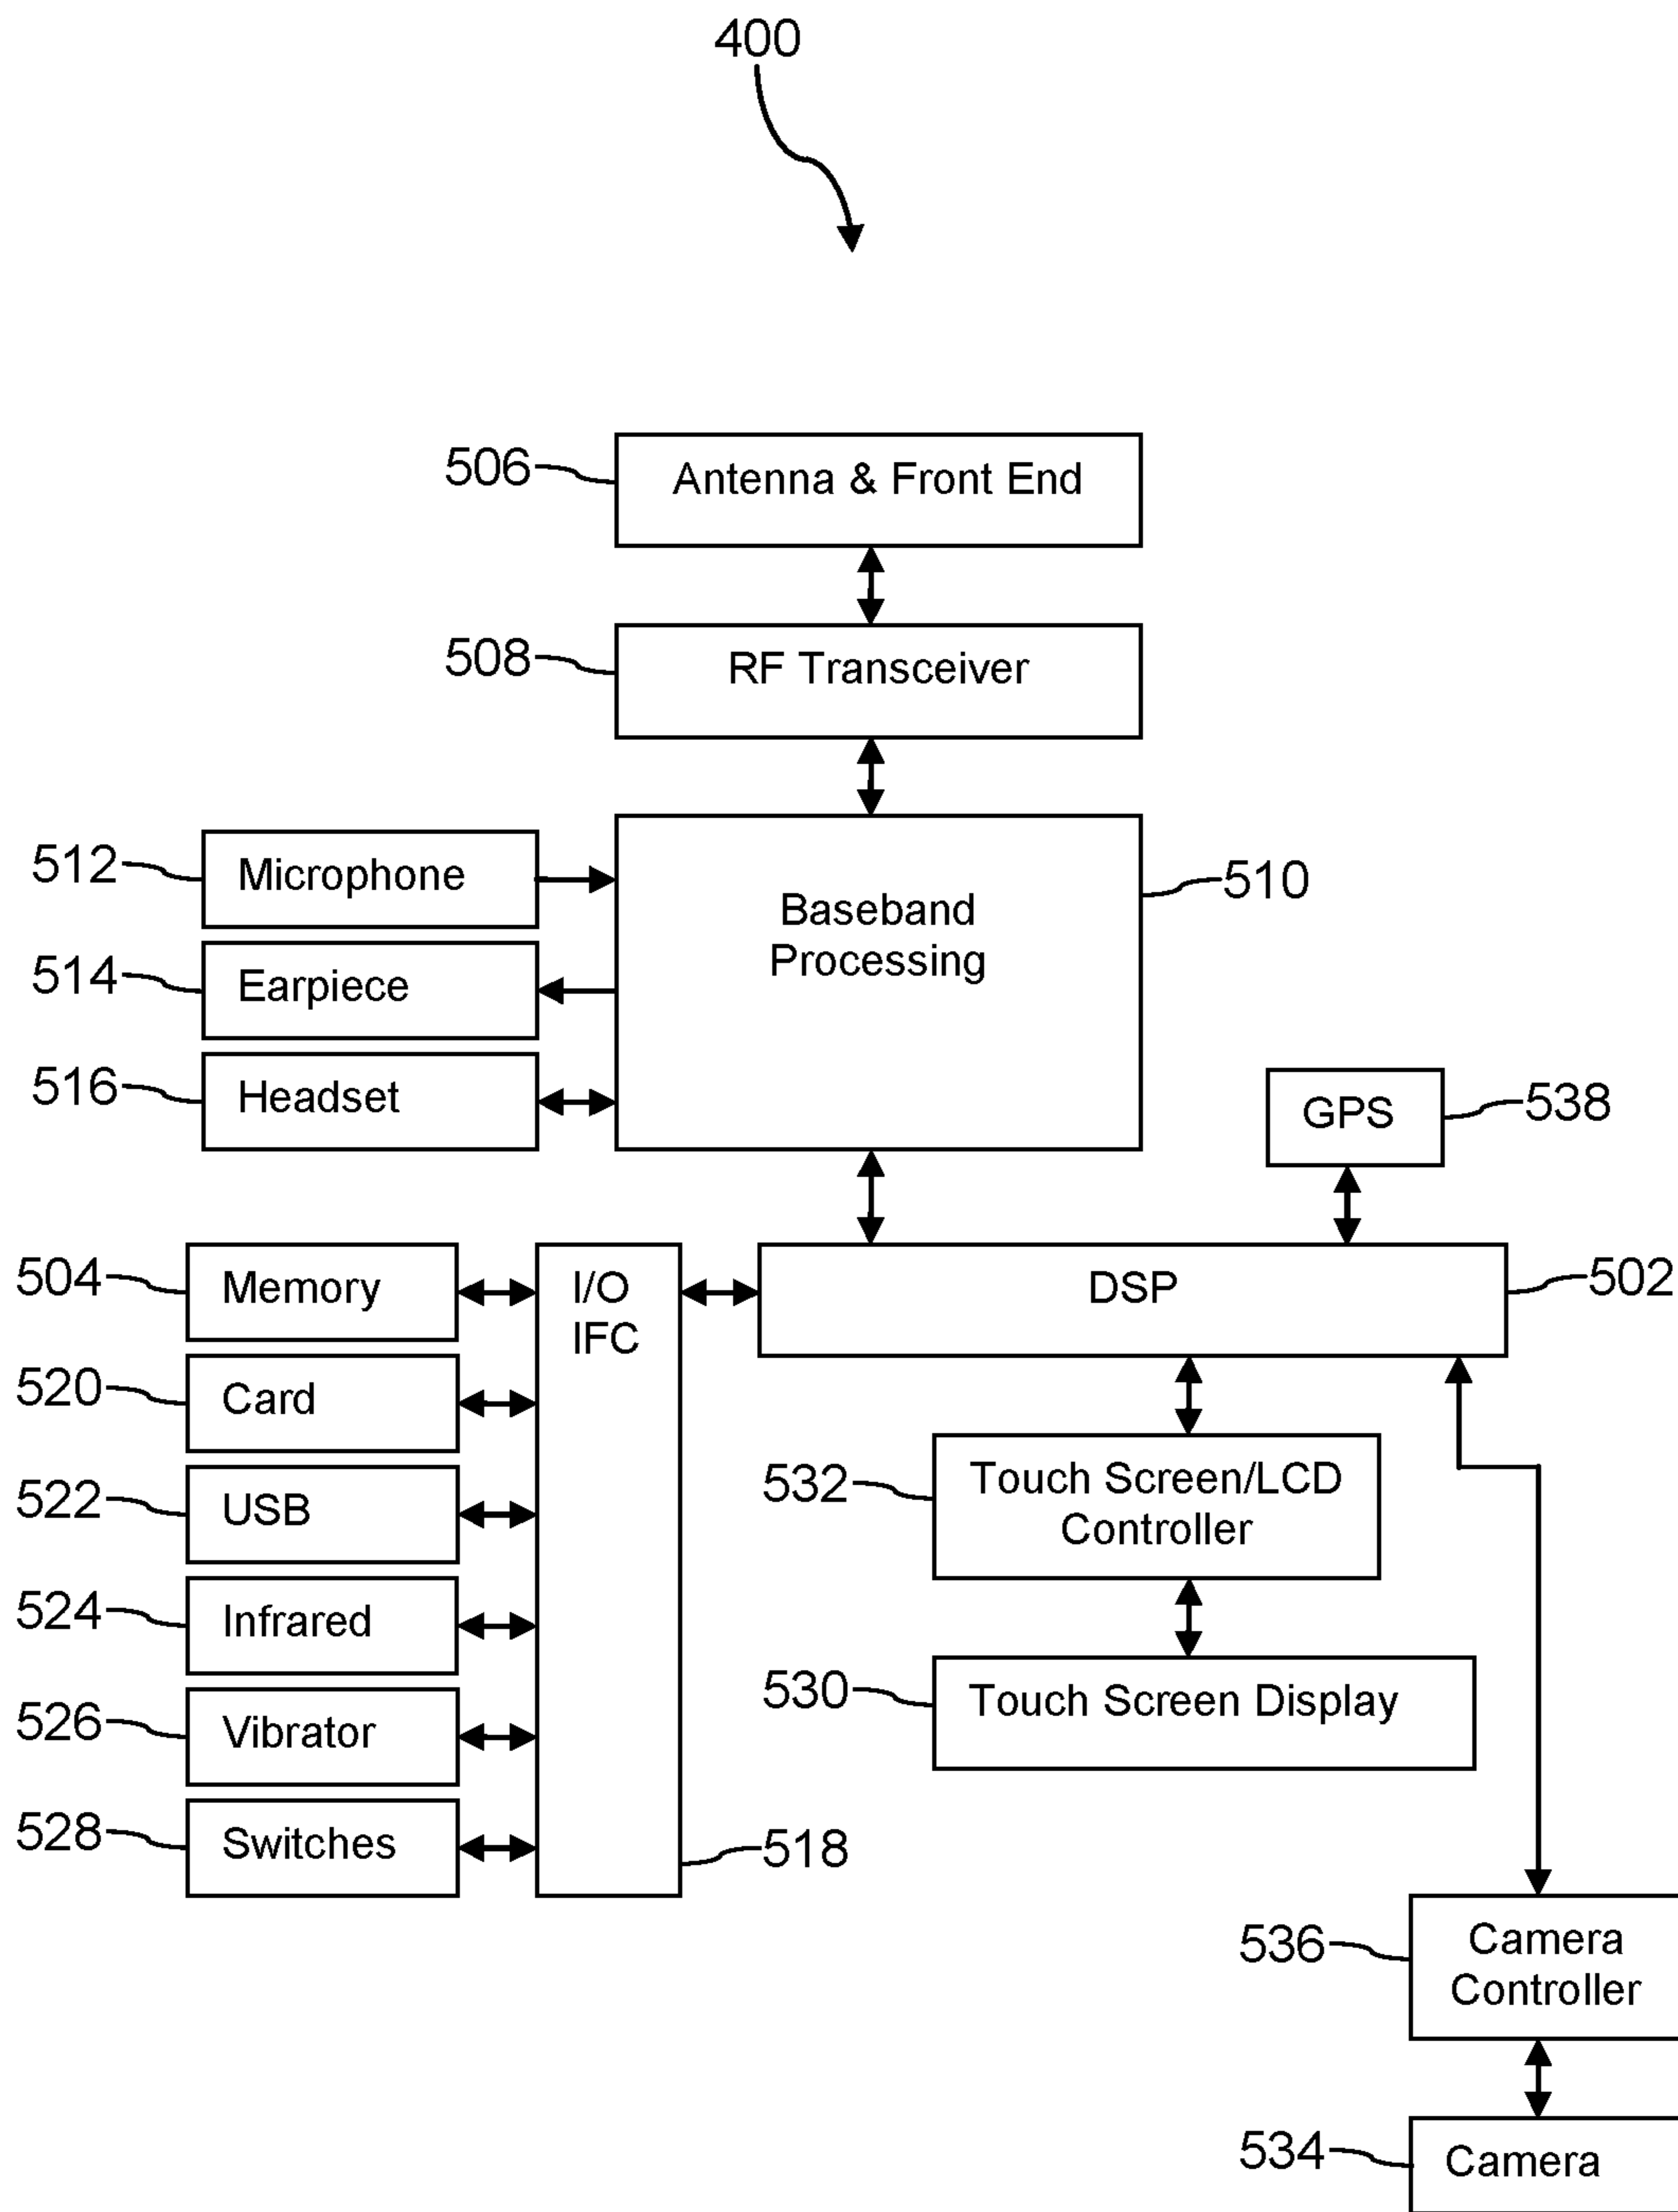 400
506
Antenna & Front End
508
RF Transceiver
512
Microphone
510
Baseband
Processing
514
Earpiece
516
Headset
GPS
538
504
Memory
I/O
IFC
DSP
502
520
Card
522
USB
532
Touch Screen/LCD
Controller
524
Infrared
530
Touch Screen Display
526
Vibrator
528
Switches
518
536
Camera
Controller
534
Camera